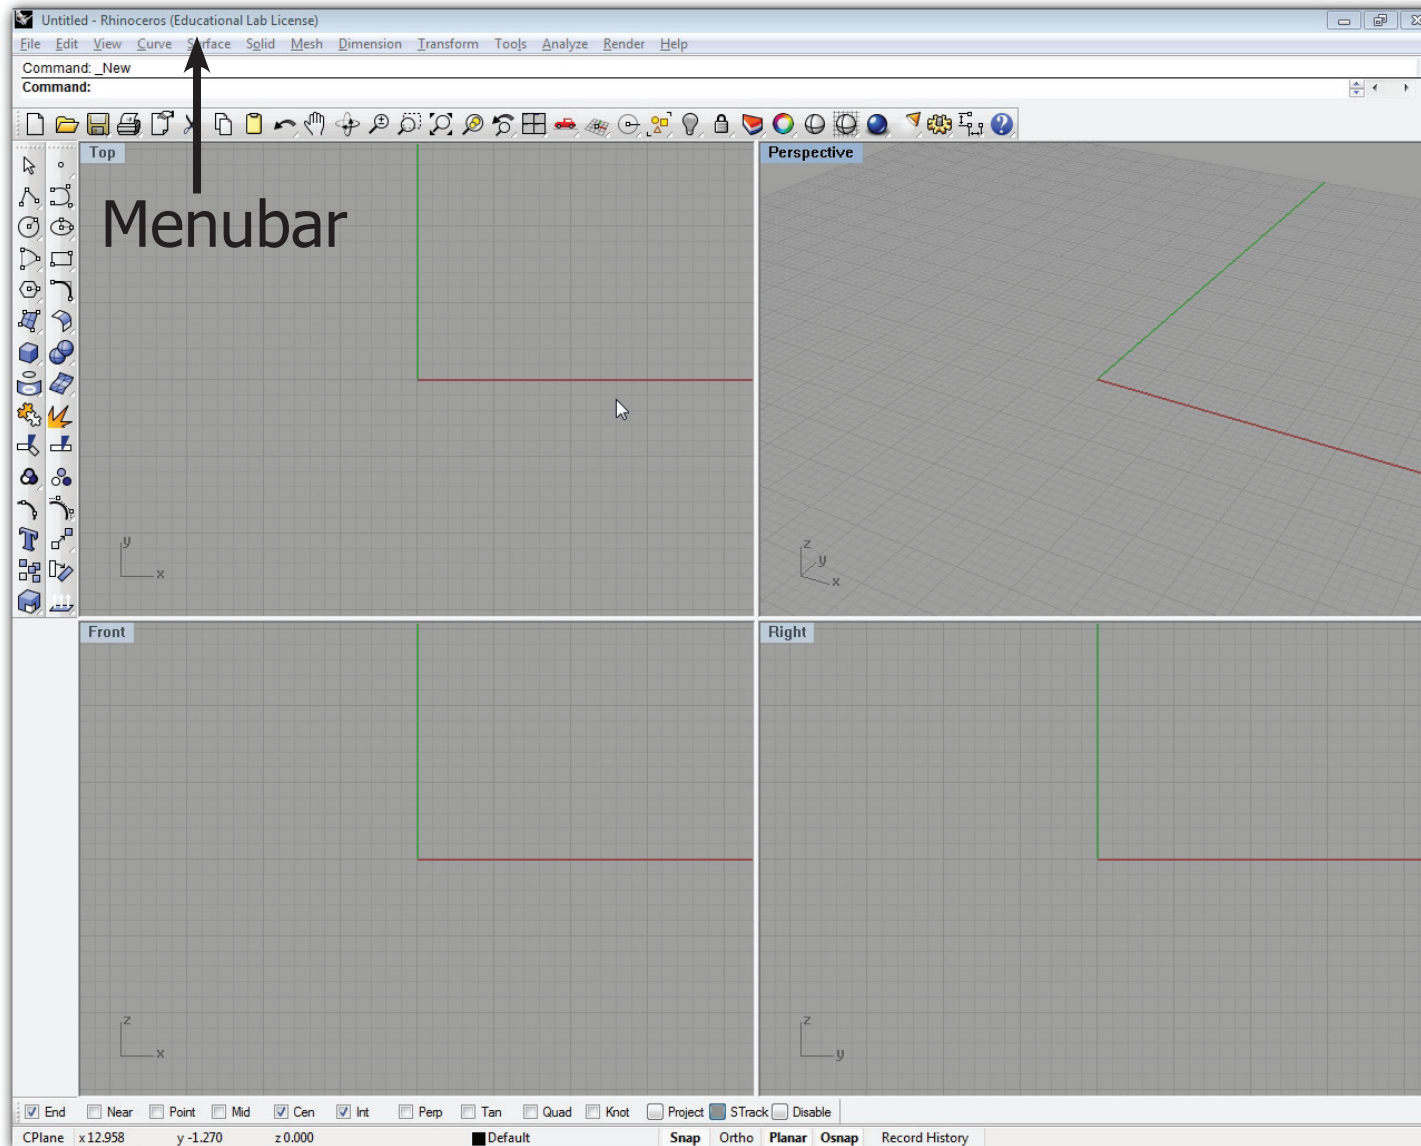 Untitled - Rhinoceros (Educational Lab License)
File Edit View Curve Surface Solid Mesh Dimension Transform Tools Analyze Render Help
Command: _New
Command:
Top
Perspective
Menubar
y
x
z
y
x
Front
Right
z
x
z
y
End Near Point Mid Cen Int Perp Tan Quad Knot Project STrack Disable
CPlane x 12.958 y -1.270 z 0.000 Default Snap Ortho Planar Osnap Record History